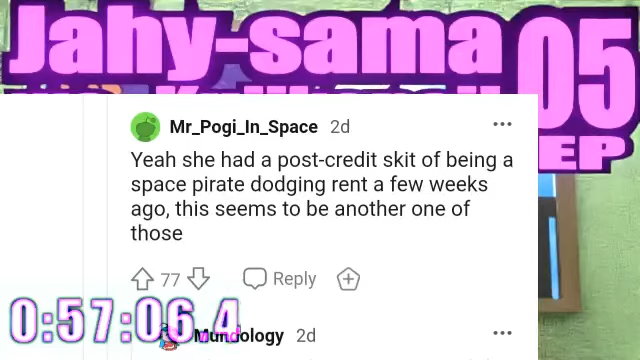 Jahy-sama
05
EP
Mr_Pogi_In_Space 2d
Yeah she had a post-credit skit of being a
space pirate dodging rent a few weeks
ago, this seems to be another one of
those
77 Reply
0:57:06.4
Mundology 2d